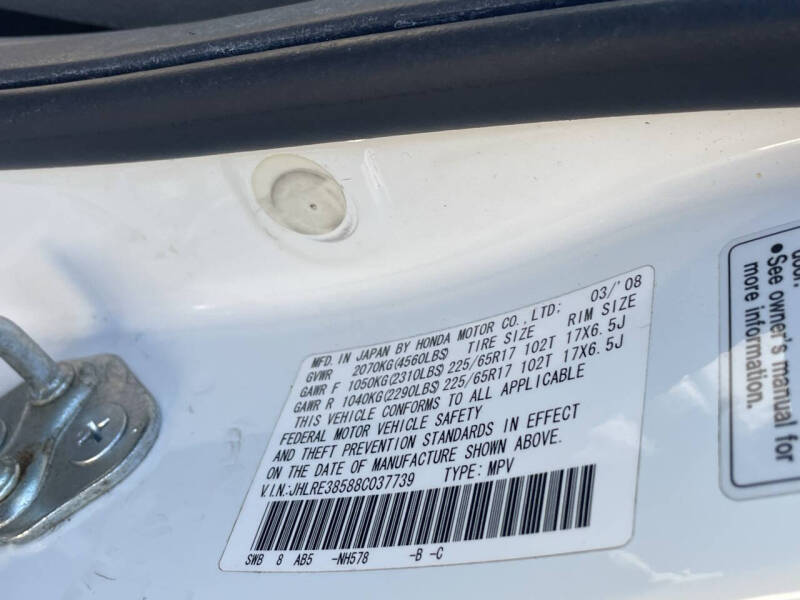 MFD. IN JAPAN BY HONDA MOTOR CO., LTD: 03/'08
GVWR 2070KG(4560LBS) TIRE SIZE RIM SIZE
GAWR F 1050KG(2310LBS) 225/65R17 102T 17X6.5J
GAWR R 1040KG(2290LBS) 225/65R17 102T 17X6.5J
THIS VEHICLE CONFORMS TO ALL APPLICABLE
FEDERAL MOTOR VEHICLE SAFETY
AND THEFT PREVENTION STANDARDS IN EFFECT
ON THE DATE OF MANUFACTURE SHOWN ABOVE.
V.I.N.:JHLRE38588C037739 TYPE: MPV
SWB 8 AB5 -NH578 -B -C
door.
•See owner's manual for
more information.